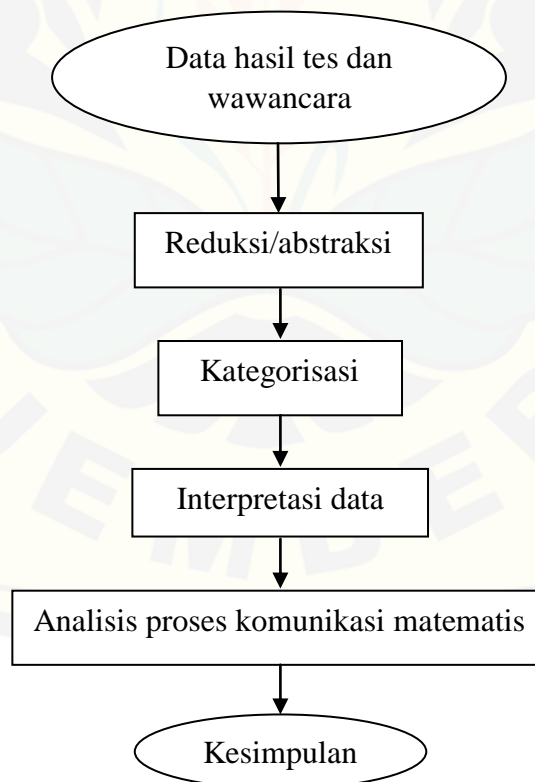 Data hasil tes dan
wawancara
Reduksi/abstraksi
Kategorisasi
Interpretasi data
Analisis proses komunikasi matematis
Kesimpulan